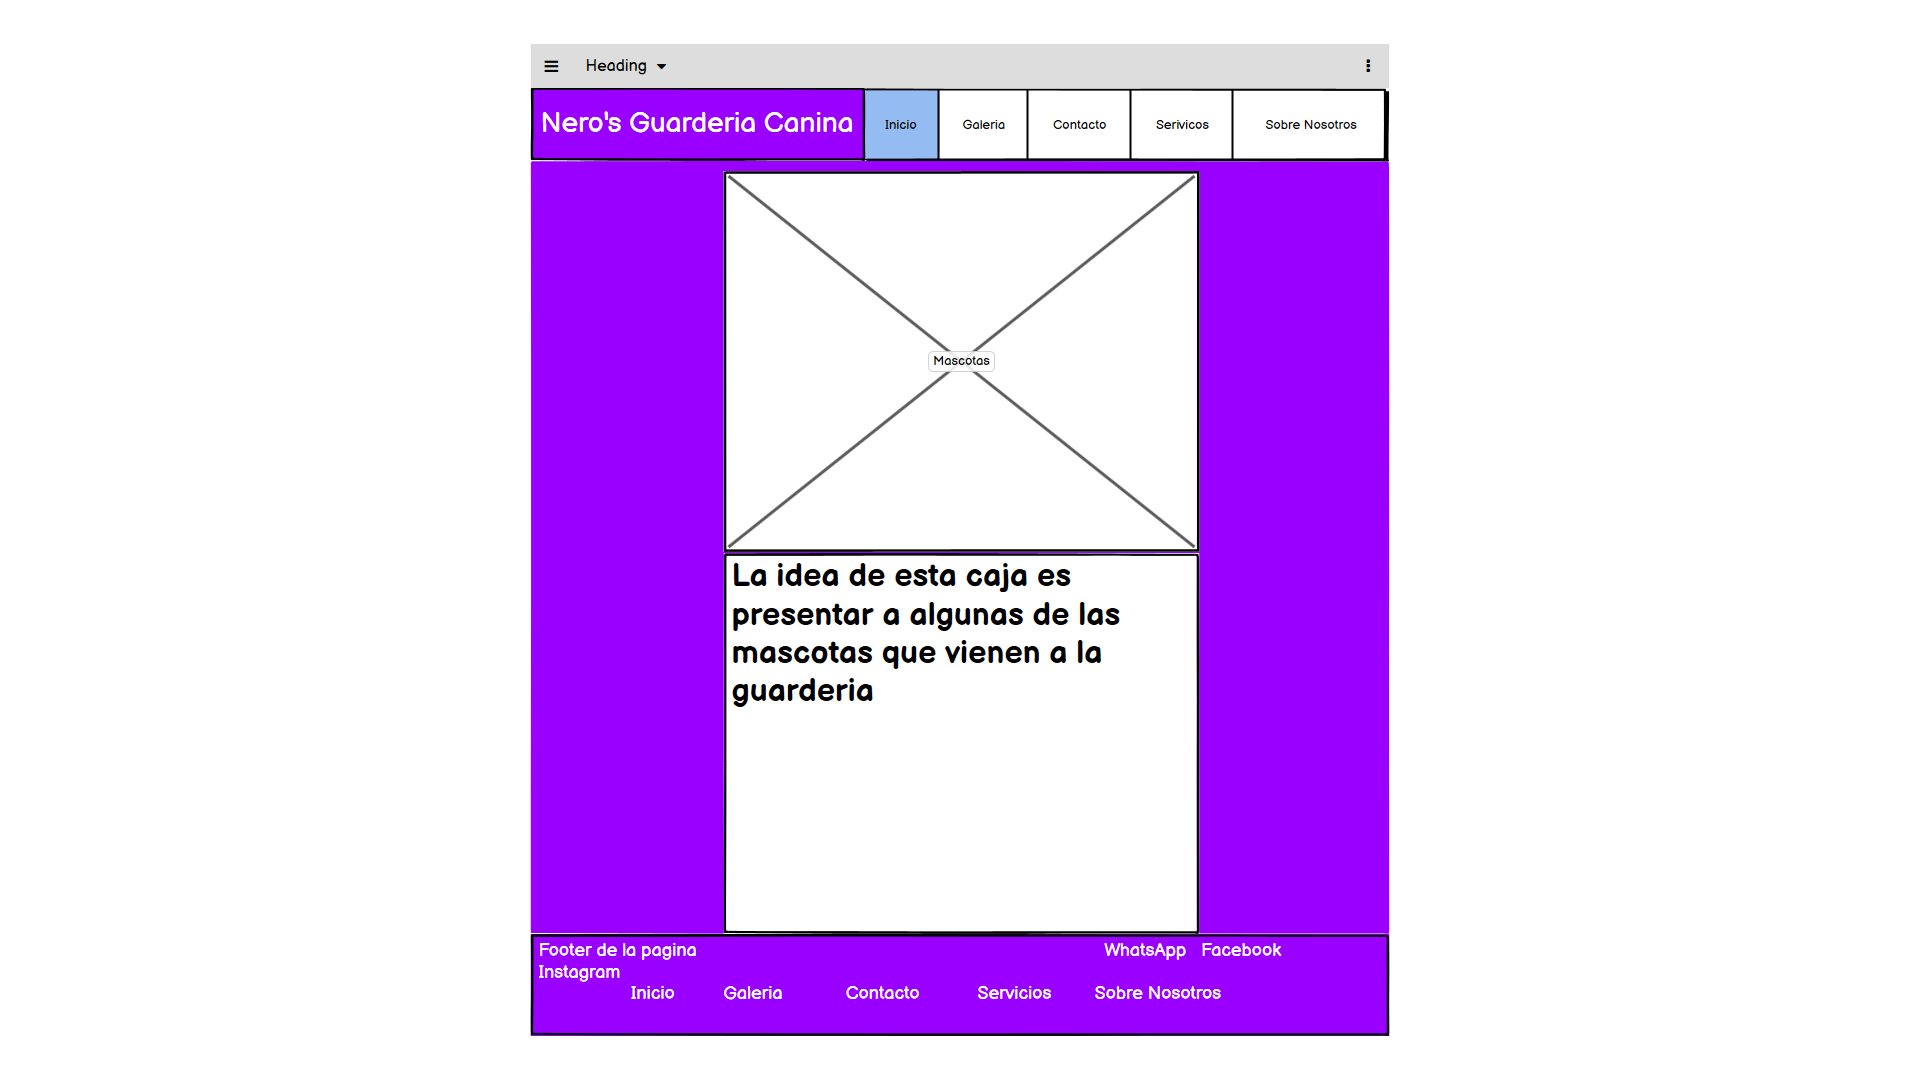 Heading
Nero's Guarderia Canina
Inicio
Galeria
Contacto
Serivicos
Sobre Nosotros
Mascotas
La idea de esta caja es
presentar a algunas de las
mascotas que vienen a la
guarderia
Footer de la pagina WhatsApp Facebook
Instagram
Inicio Galeria Contacto Servicios Sobre Nosotros